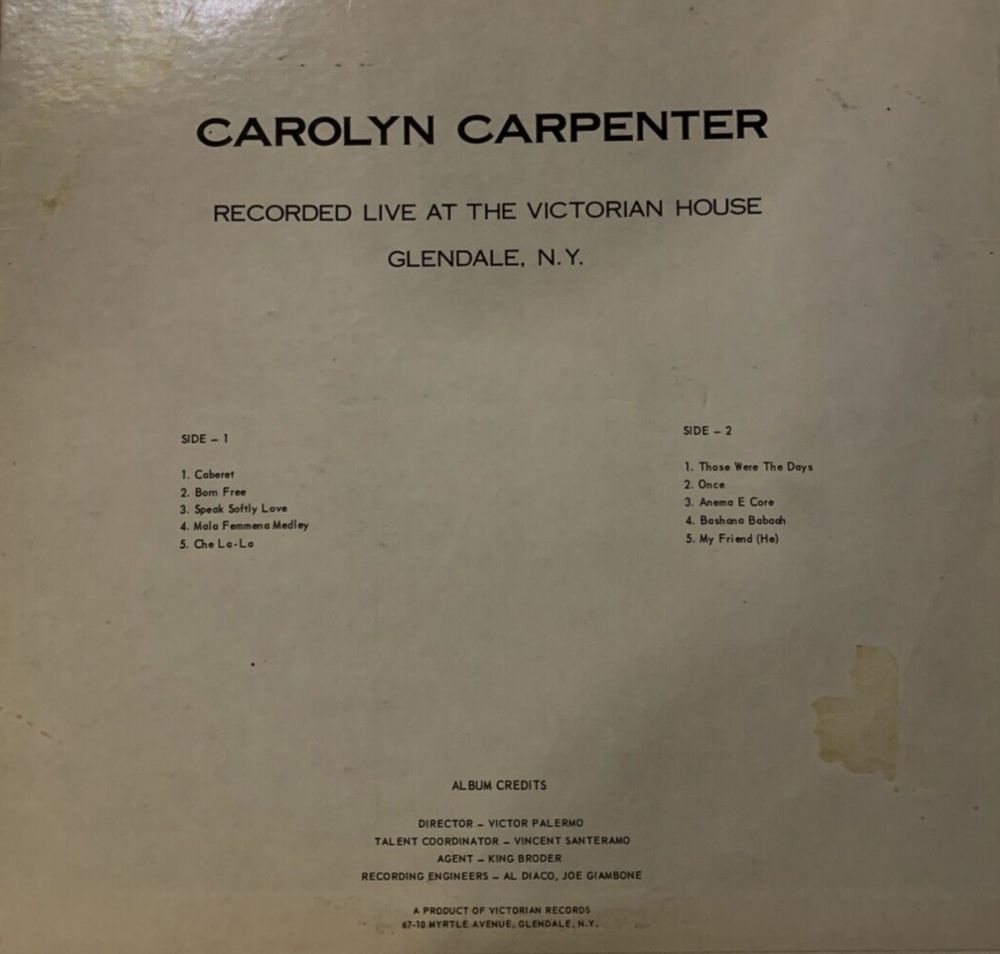 CAROLYN CARPENTER
RECORDED LIVE AT THE VICTORIAN HOUSE
GLENDALE, N.Y.
SIDE – 1
1. Caberet
2. Born Free
3. Speak Softly Love
4. Mala Femmena Medley
5. Che La-La
SIDE – 2
1. Those Were The Days
2. Once
3. Anema E Core
4. Bashana Babaah
5. My Friend (He)
ALBUM CREDITS
DIRECTOR – VICTOR PALERMO
TALENT COORDINATOR – VINCENT SANTERAMO
AGENT – KING BRODER
RECORDING ENGINEERS – AL DIACO, JOE GIAMBONE
A PRODUCT OF VICTORIAN RECORDS
67-10 MYRTLE AVENUE, GLENDALE, N.Y.